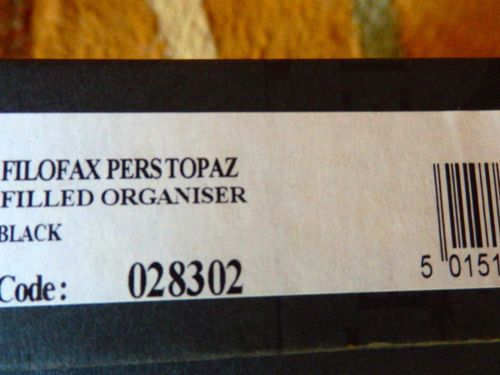 FILOFAX PERS TOPAZ
FILLED ORGANISER
BLACK
Code: 028302
5 0151